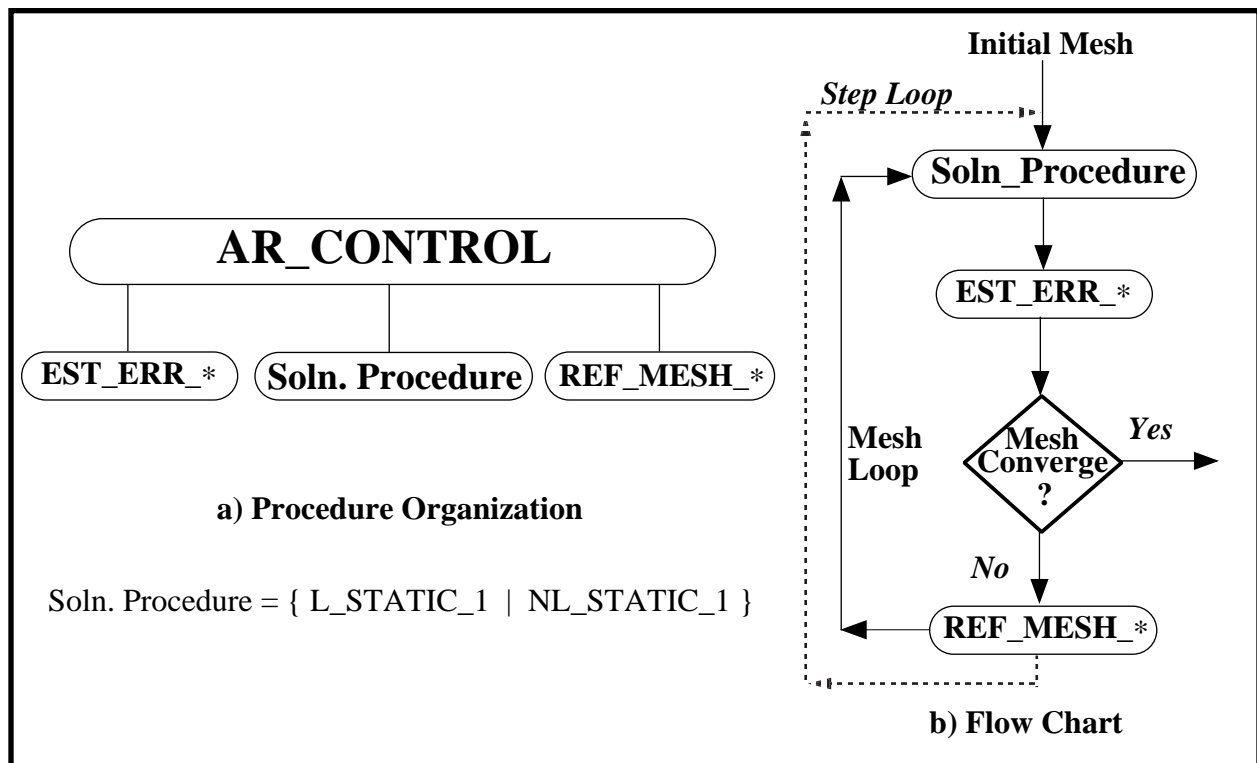 AR_CONTROL
EST_ERR_*
Soln. Procedure
REF_MESH_*
a) Procedure Organization
Soln. Procedure = { L_STATIC_1 | NL_STATIC_1 }
Initial Mesh
Step Loop
Soln_Procedure
EST_ERR_*
Mesh
Loop
Mesh
Converge
?
Yes
No
REF_MESH_*
b) Flow Chart